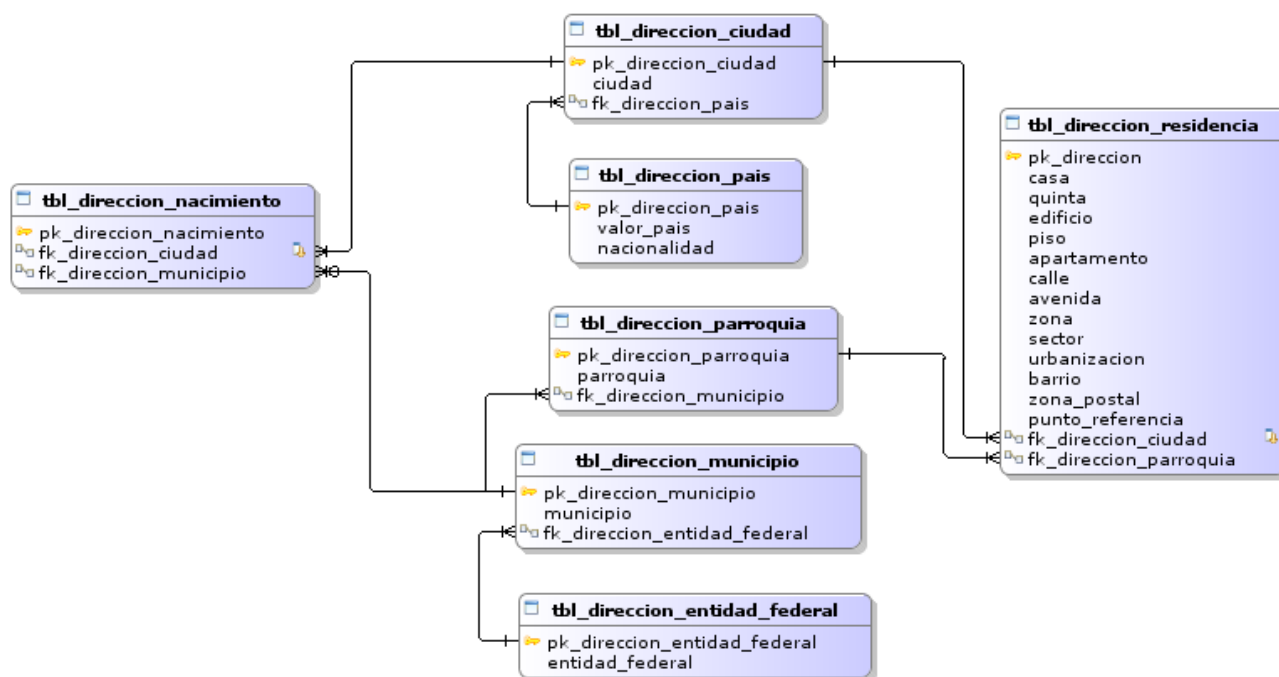 tbl_direccion_ciudad
pk_direccion_ciudad
ciudad
fk_direccion_pais
tbl_direccion_residencia
pk_direccion
casa
quinta
edificio
piso
apartamento
calle
avenida
zona
sector
urbanizacion
barrio
zona_postal
punto_referencia
fk_direccion_ciudad
fk_direccion_parroquia
tbl_direccion_pais
pk_direccion_pais
valor_pais
nacionalidad
tbl_direccion_nacimiento
pk_direccion_nacimiento
fk_direccion_ciudad
fk_direccion_municipio
tbl_direccion_parroquia
pk_direccion_parroquia
parroquia
fk_direccion_municipio
tbl_direccion_municipio
pk_direccion_municipio
municipio
fk_direccion_entidad_federal
tbl_direccion_entidad_federal
pk_direccion_entidad_federal
entidad_federal